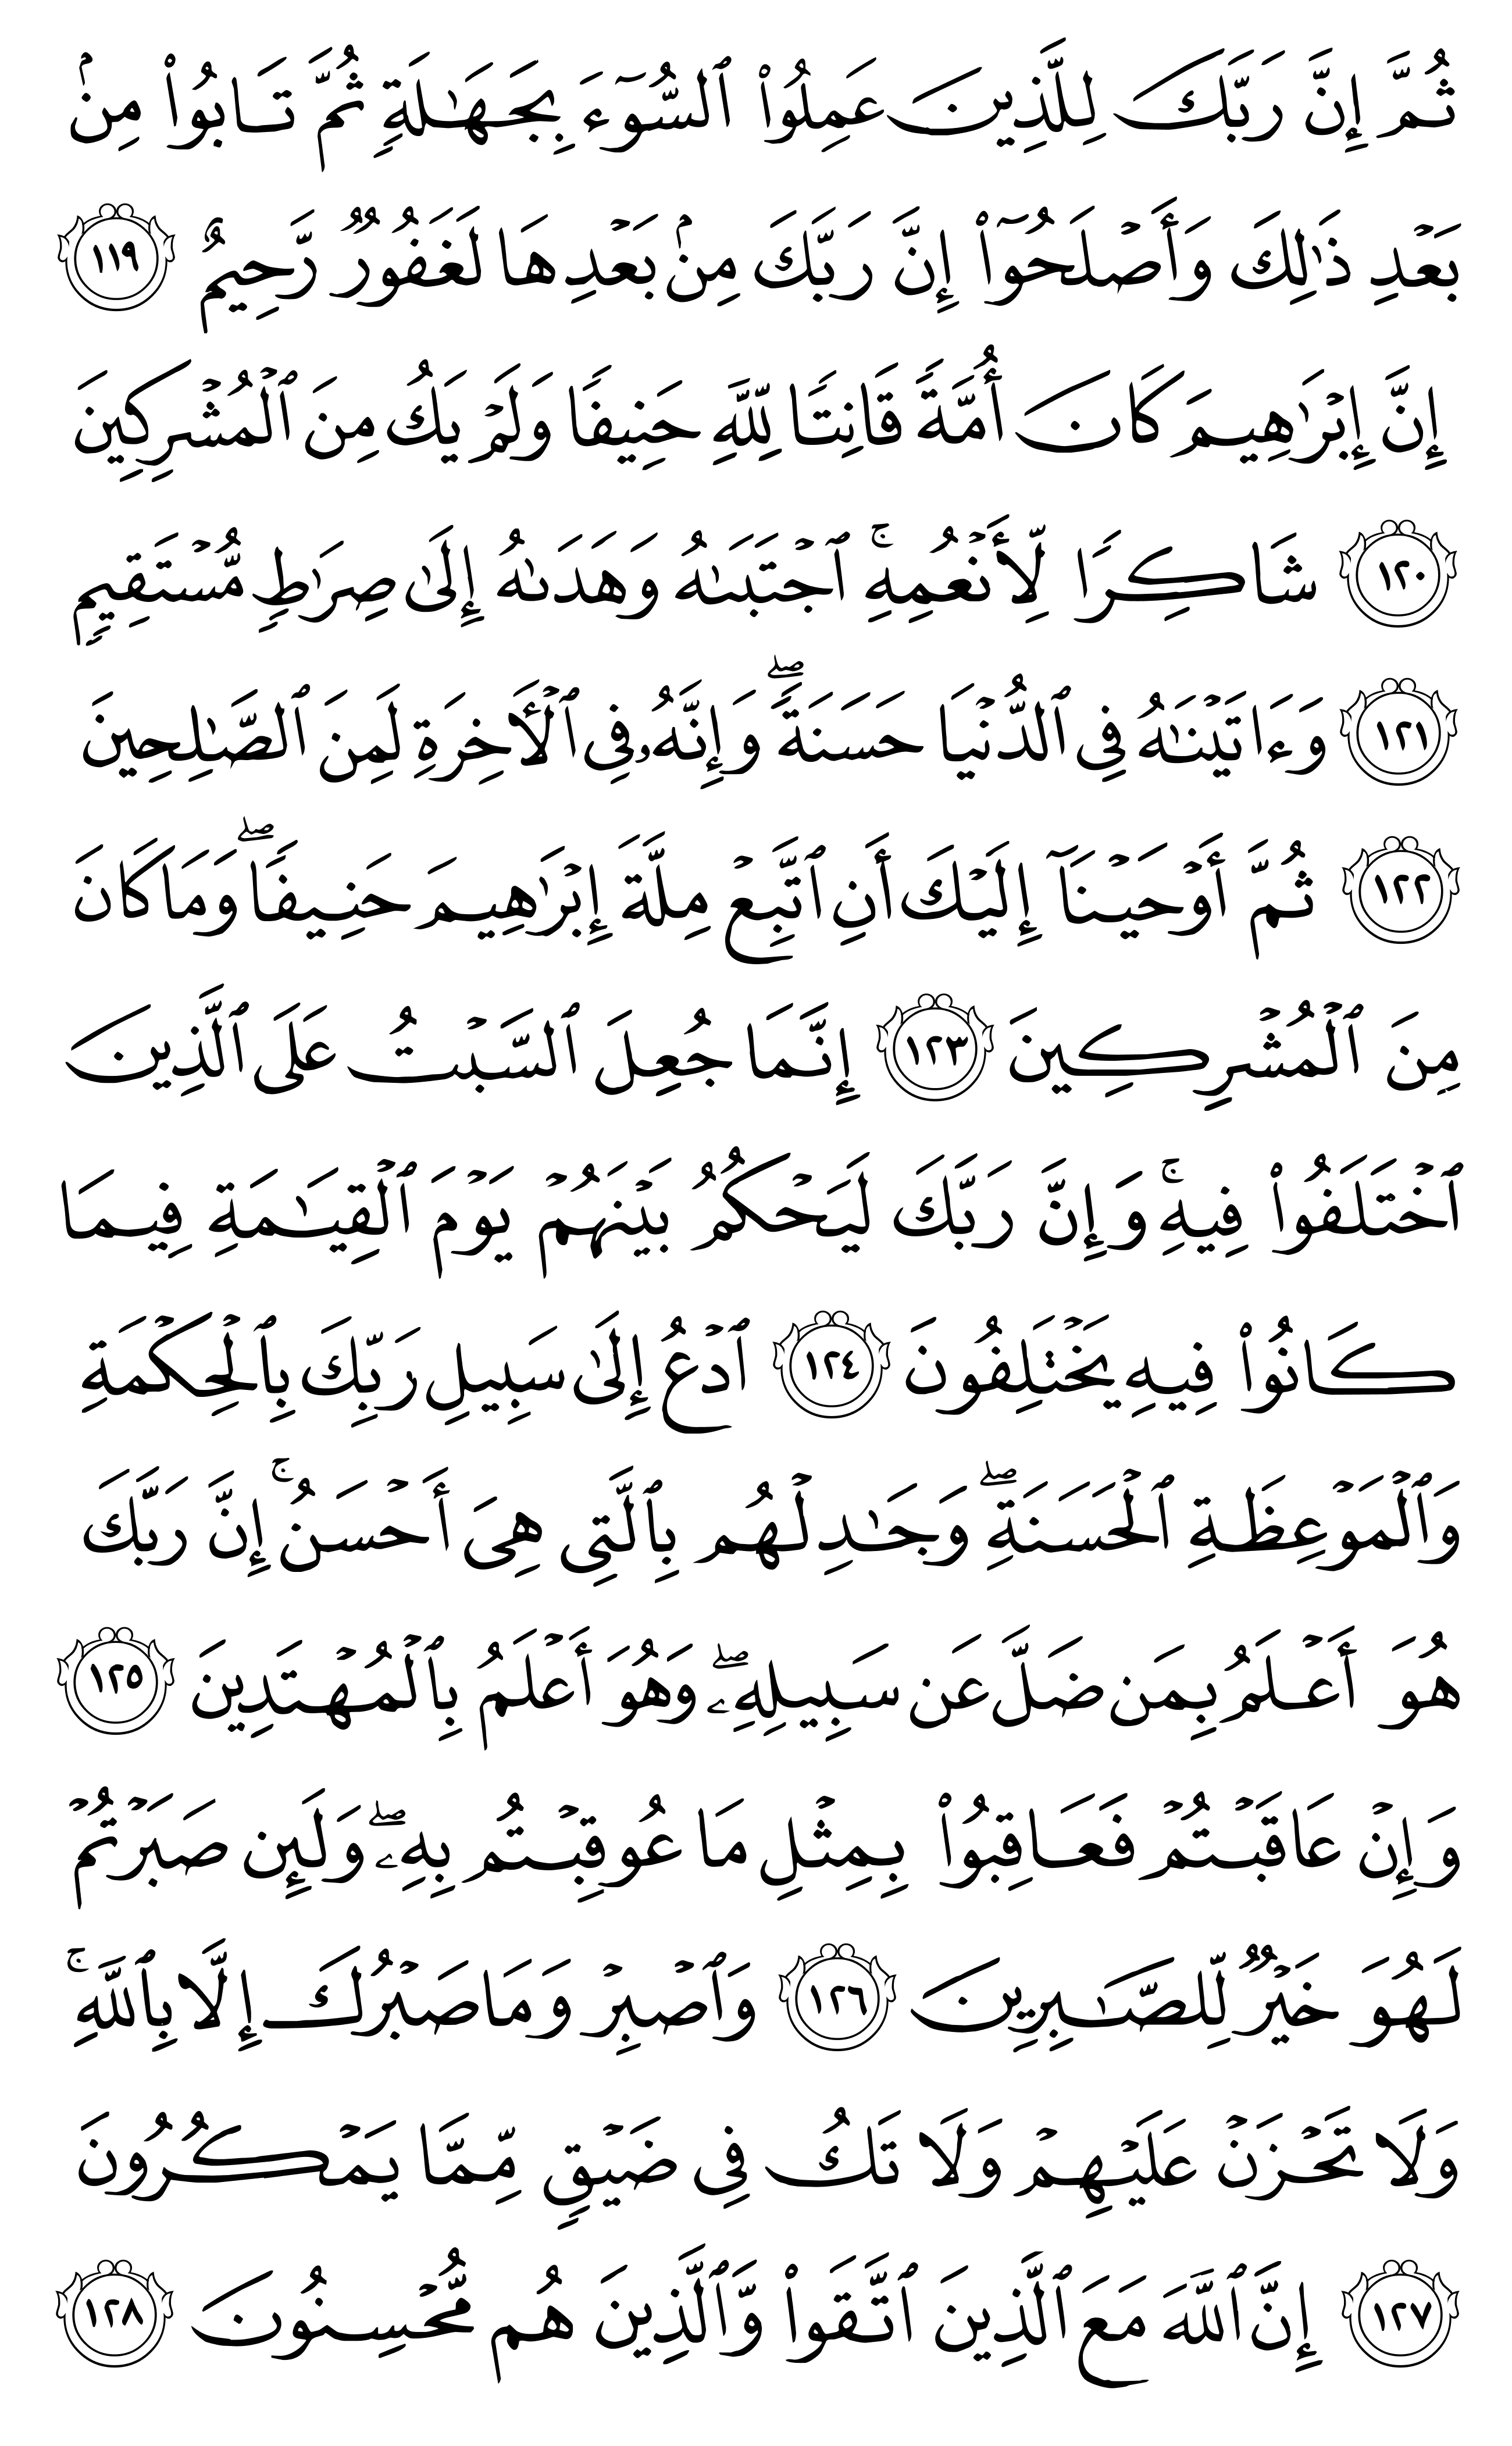 ثُمَّ إِنَّ رَبَّكَ لِلَّذِينَ عَمِلُوا۟ ٱلسُّوٓءَ بِجَهَـٰلَةٍ ثُمَّ تَابُوا۟ مِنۢ
بَعْدِ ذَٰلِكَ وَأَصْلَحُوٓا۟ إِنَّ رَبَّكَ مِنۢ بَعْدِهَا لَغَفُورٌ رَّحِيمٌ ١١٩
إِنَّ إِبْرَٰهِيمَ كَانَ أُمَّةً قَانِتًا لِّلَّهِ حَنِيفًا وَلَمْ يَكُ مِنَ ٱلْمُشْرِكِينَ
١٢٠ شَاكِرًا لِّأَنْعُمِهِ ۚ ٱجْتَبَىٰهُ وَهَدَىٰهُ إِلَىٰ صِرَٰطٍ مُّسْتَقِيمٍ
١٢١ وَءَاتَيْنَـٰهُ فِى ٱلدُّنْيَا حَسَنَةً ۖ وَإِنَّهُۥ فِى ٱلْـَٔاخِرَةِ لَمِنَ ٱلصَّـٰلِحِينَ
١٢٢ ثُمَّ أَوْحَيْنَآ إِلَيْكَ أَنِ ٱتَّبِعْ مِلَّةَ إِبْرَٰهِيمَ حَنِيفًا ۖ وَمَا كَانَ
مِنَ ٱلْمُشْرِكِينَ ١٢٣ إِنَّمَا جُعِلَ ٱلسَّبْتُ عَلَى ٱلَّذِينَ
ٱخْتَلَفُوا۟ فِيهِ ۚ وَإِنَّ رَبَّكَ لَيَحْكُمُ بَيْنَهُمْ يَوْمَ ٱلْقِيَـٰمَةِ فِيمَا
كَانُوا۟ فِيهِ يَخْتَلِفُونَ ١٢٤ ٱدْعُ إِلَىٰ سَبِيلِ رَبِّكَ بِٱلْحِكْمَةِ
وَٱلْمَوْعِظَةِ ٱلْحَسَنَةِ ۖ وَجَـٰدِلْهُم بِٱلَّتِى هِىَ أَحْسَنُ ۚ إِنَّ رَبَّكَ
هُوَ أَعْلَمُ بِمَن ضَلَّ عَن سَبِيلِهِۦ ۖ وَهُوَ أَعْلَمُ بِٱلْمُهْتَدِينَ ١٢٥
وَإِنْ عَاقَبْتُمْ فَعَاقِبُوا۟ بِمِثْلِ مَا عُوقِبْتُم بِهِۦ ۖ وَلَئِن صَبَرْتُمْ
لَهُوَ خَيْرٌ لِّلصَّـٰبِرِينَ ١٢٦ وَٱصْبِرْ وَمَا صَبْرُكَ إِلَّا بِٱللَّهِ ۚ
وَلَا تَحْزَنْ عَلَيْهِمْ وَلَا تَكُ فِى ضَيْقٍ مِّمَّا يَمْكُرُونَ
١٢٧ إِنَّ ٱللَّهَ مَعَ ٱلَّذِينَ ٱتَّقَوا۟ وَّٱلَّذِينَ هُم مُّحْسِنُونَ ١٢٨